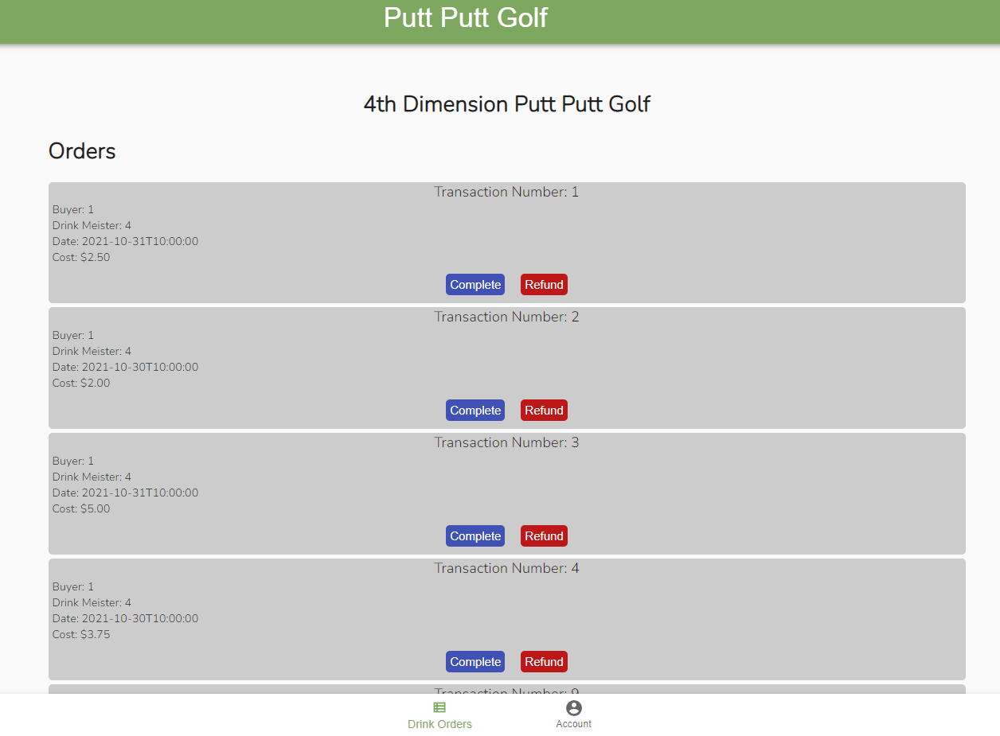 Putt Putt Golf
4th Dimension Putt Putt Golf
Orders
Transaction Number: 1
Buyer: 1
Drink Meister: 4
Date: 2021-10-31T10:00:00
Cost: $2.50
Complete Refund
Transaction Number: 2
Buyer: 1
Drink Meister: 4
Date: 2021-10-30T10:00:00
Cost: $2.00
Complete Refund
Transaction Number: 3
Buyer: 1
Drink Meister: 4
Date: 2021-10-31T10:00:00
Cost: $5.00
Complete Refund
Transaction Number: 4
Buyer: 1
Drink Meister: 4
Date: 2021-10-30T10:00:00
Cost: $3.75
Complete Refund
Transaction Number:
Drink Orders Account